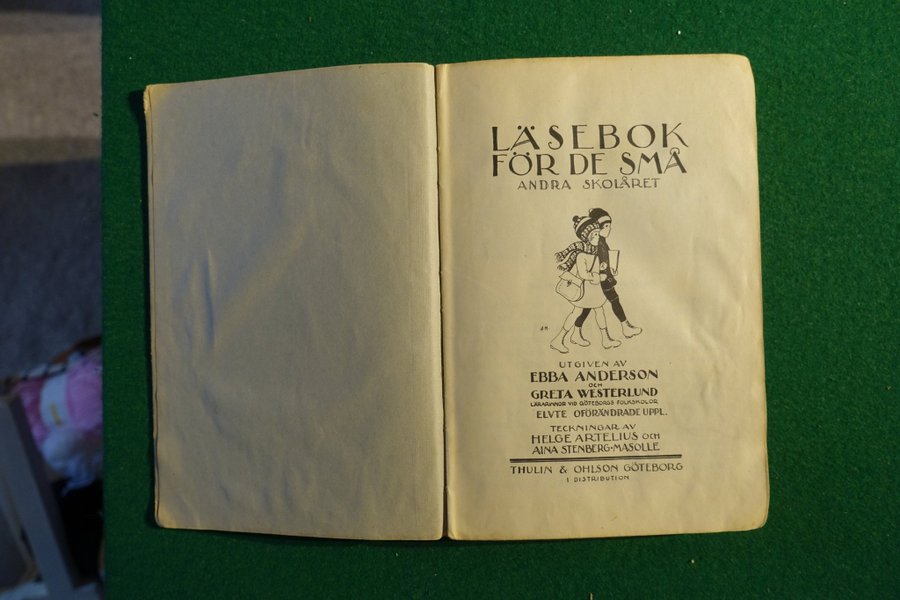 LÄSEBOK
FÖR DE SMÅ
ANDRA SKOLÅRET
UTGIVEN AV
EBBA ANDERSON
OCH
GRETA WESTERLUND
LÄRARINNOR VID GÖTEBORGS FOLKSKOLOR
ELVTE OFÖRÄNDRADE UPPL.
TECKNINGAR AV
HELGE ARTELIUS OCH
AINA STENBERG-MASOLLE
THULIN & OHLSON GÖTEBORG
I DISTRIBUTION